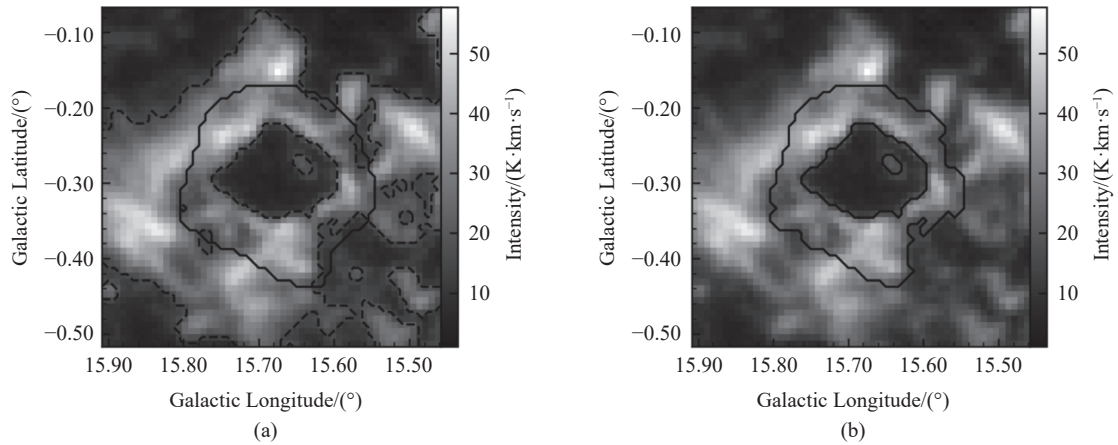 −0.10
−0.20
−0.30
−0.40
−0.50
Galactic Latitude/(°)
15.90 15.80 15.70 15.60 15.50
Galactic Longitude/(°)
50
40
30
20
10
Intensity/(K·km·s⁻¹)
(a)
−0.10
−0.20
−0.30
−0.40
−0.50
Galactic Latitude/(°)
15.90 15.80 15.70 15.60 15.50
Galactic Longitude/(°)
50
40
30
20
10
Intensity/(K·km·s⁻¹)
(b)